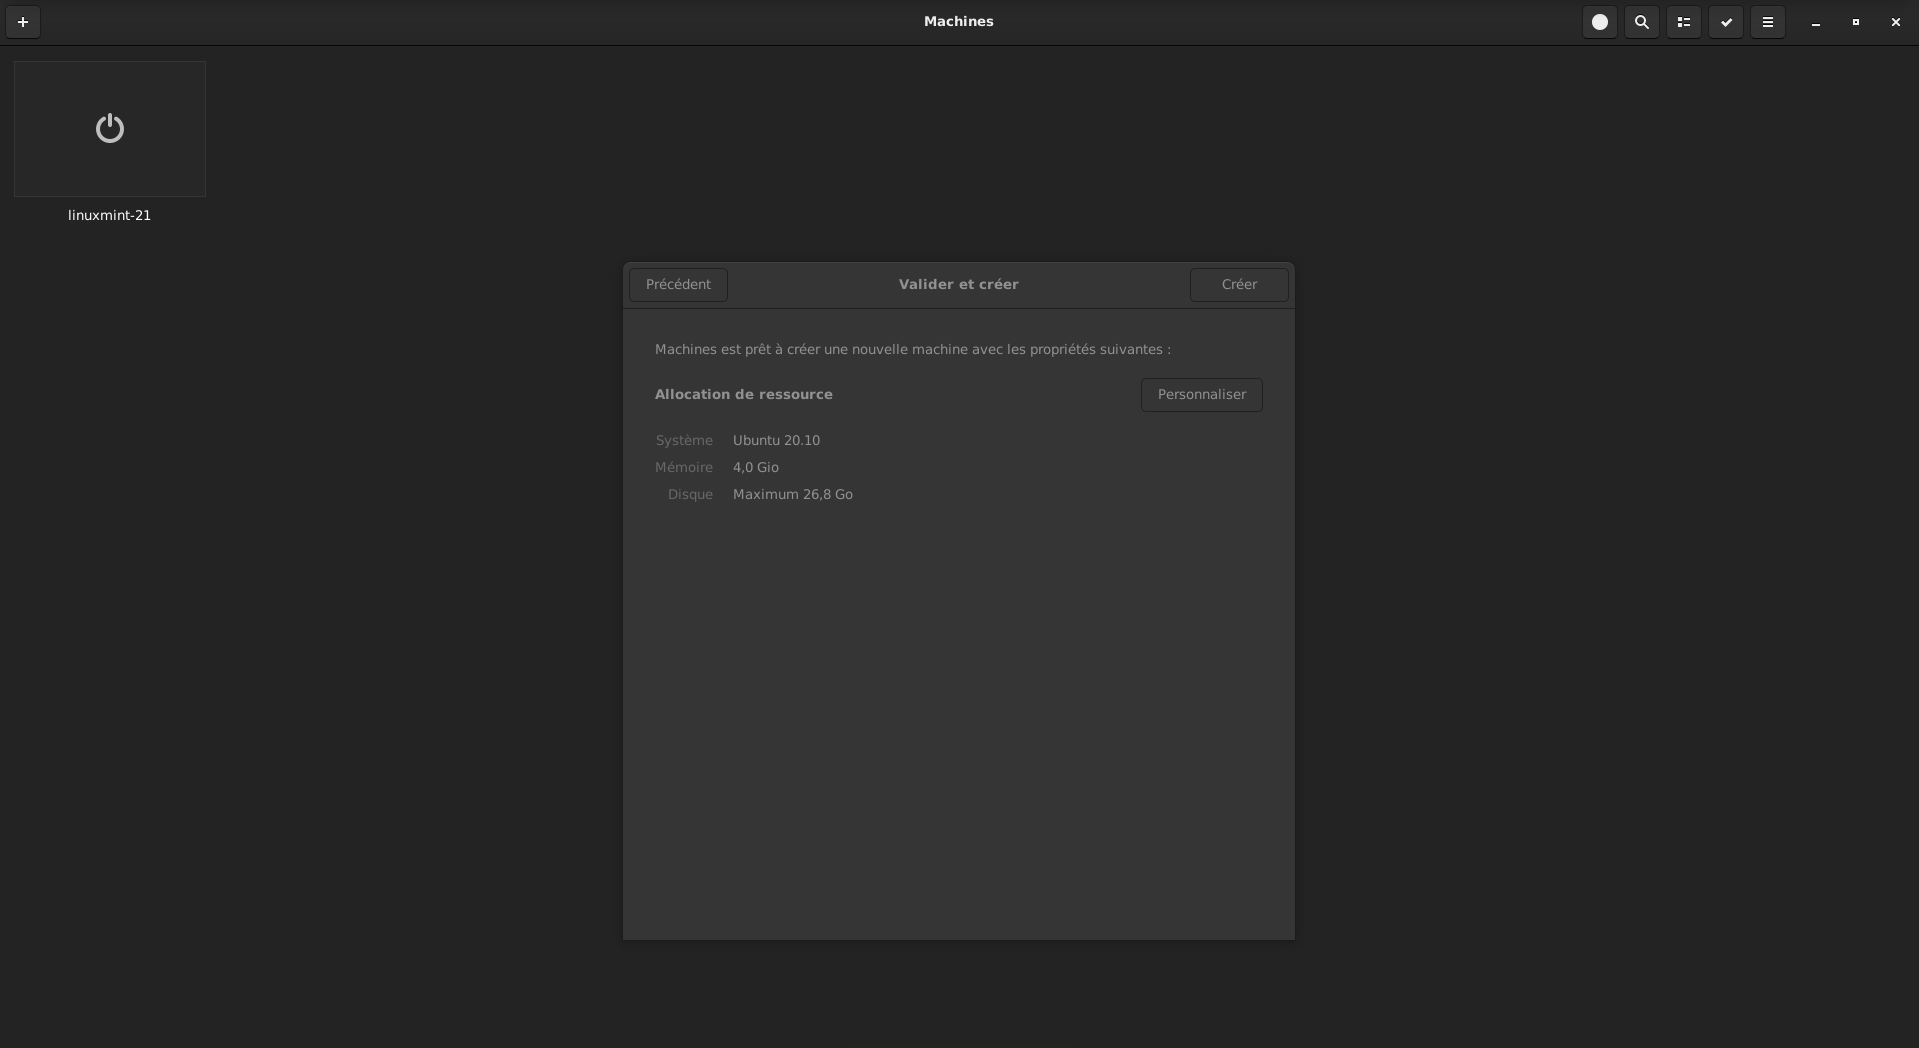 Machines
linuxmint-21
Précédent
Valider et créer
Créer
Machines est prêt à créer une nouvelle machine avec les propriétés suivantes :
Allocation de ressource
Personnaliser
Système Ubuntu 20.10
Mémoire 4,0 Gio
Disque Maximum 26,8 Go